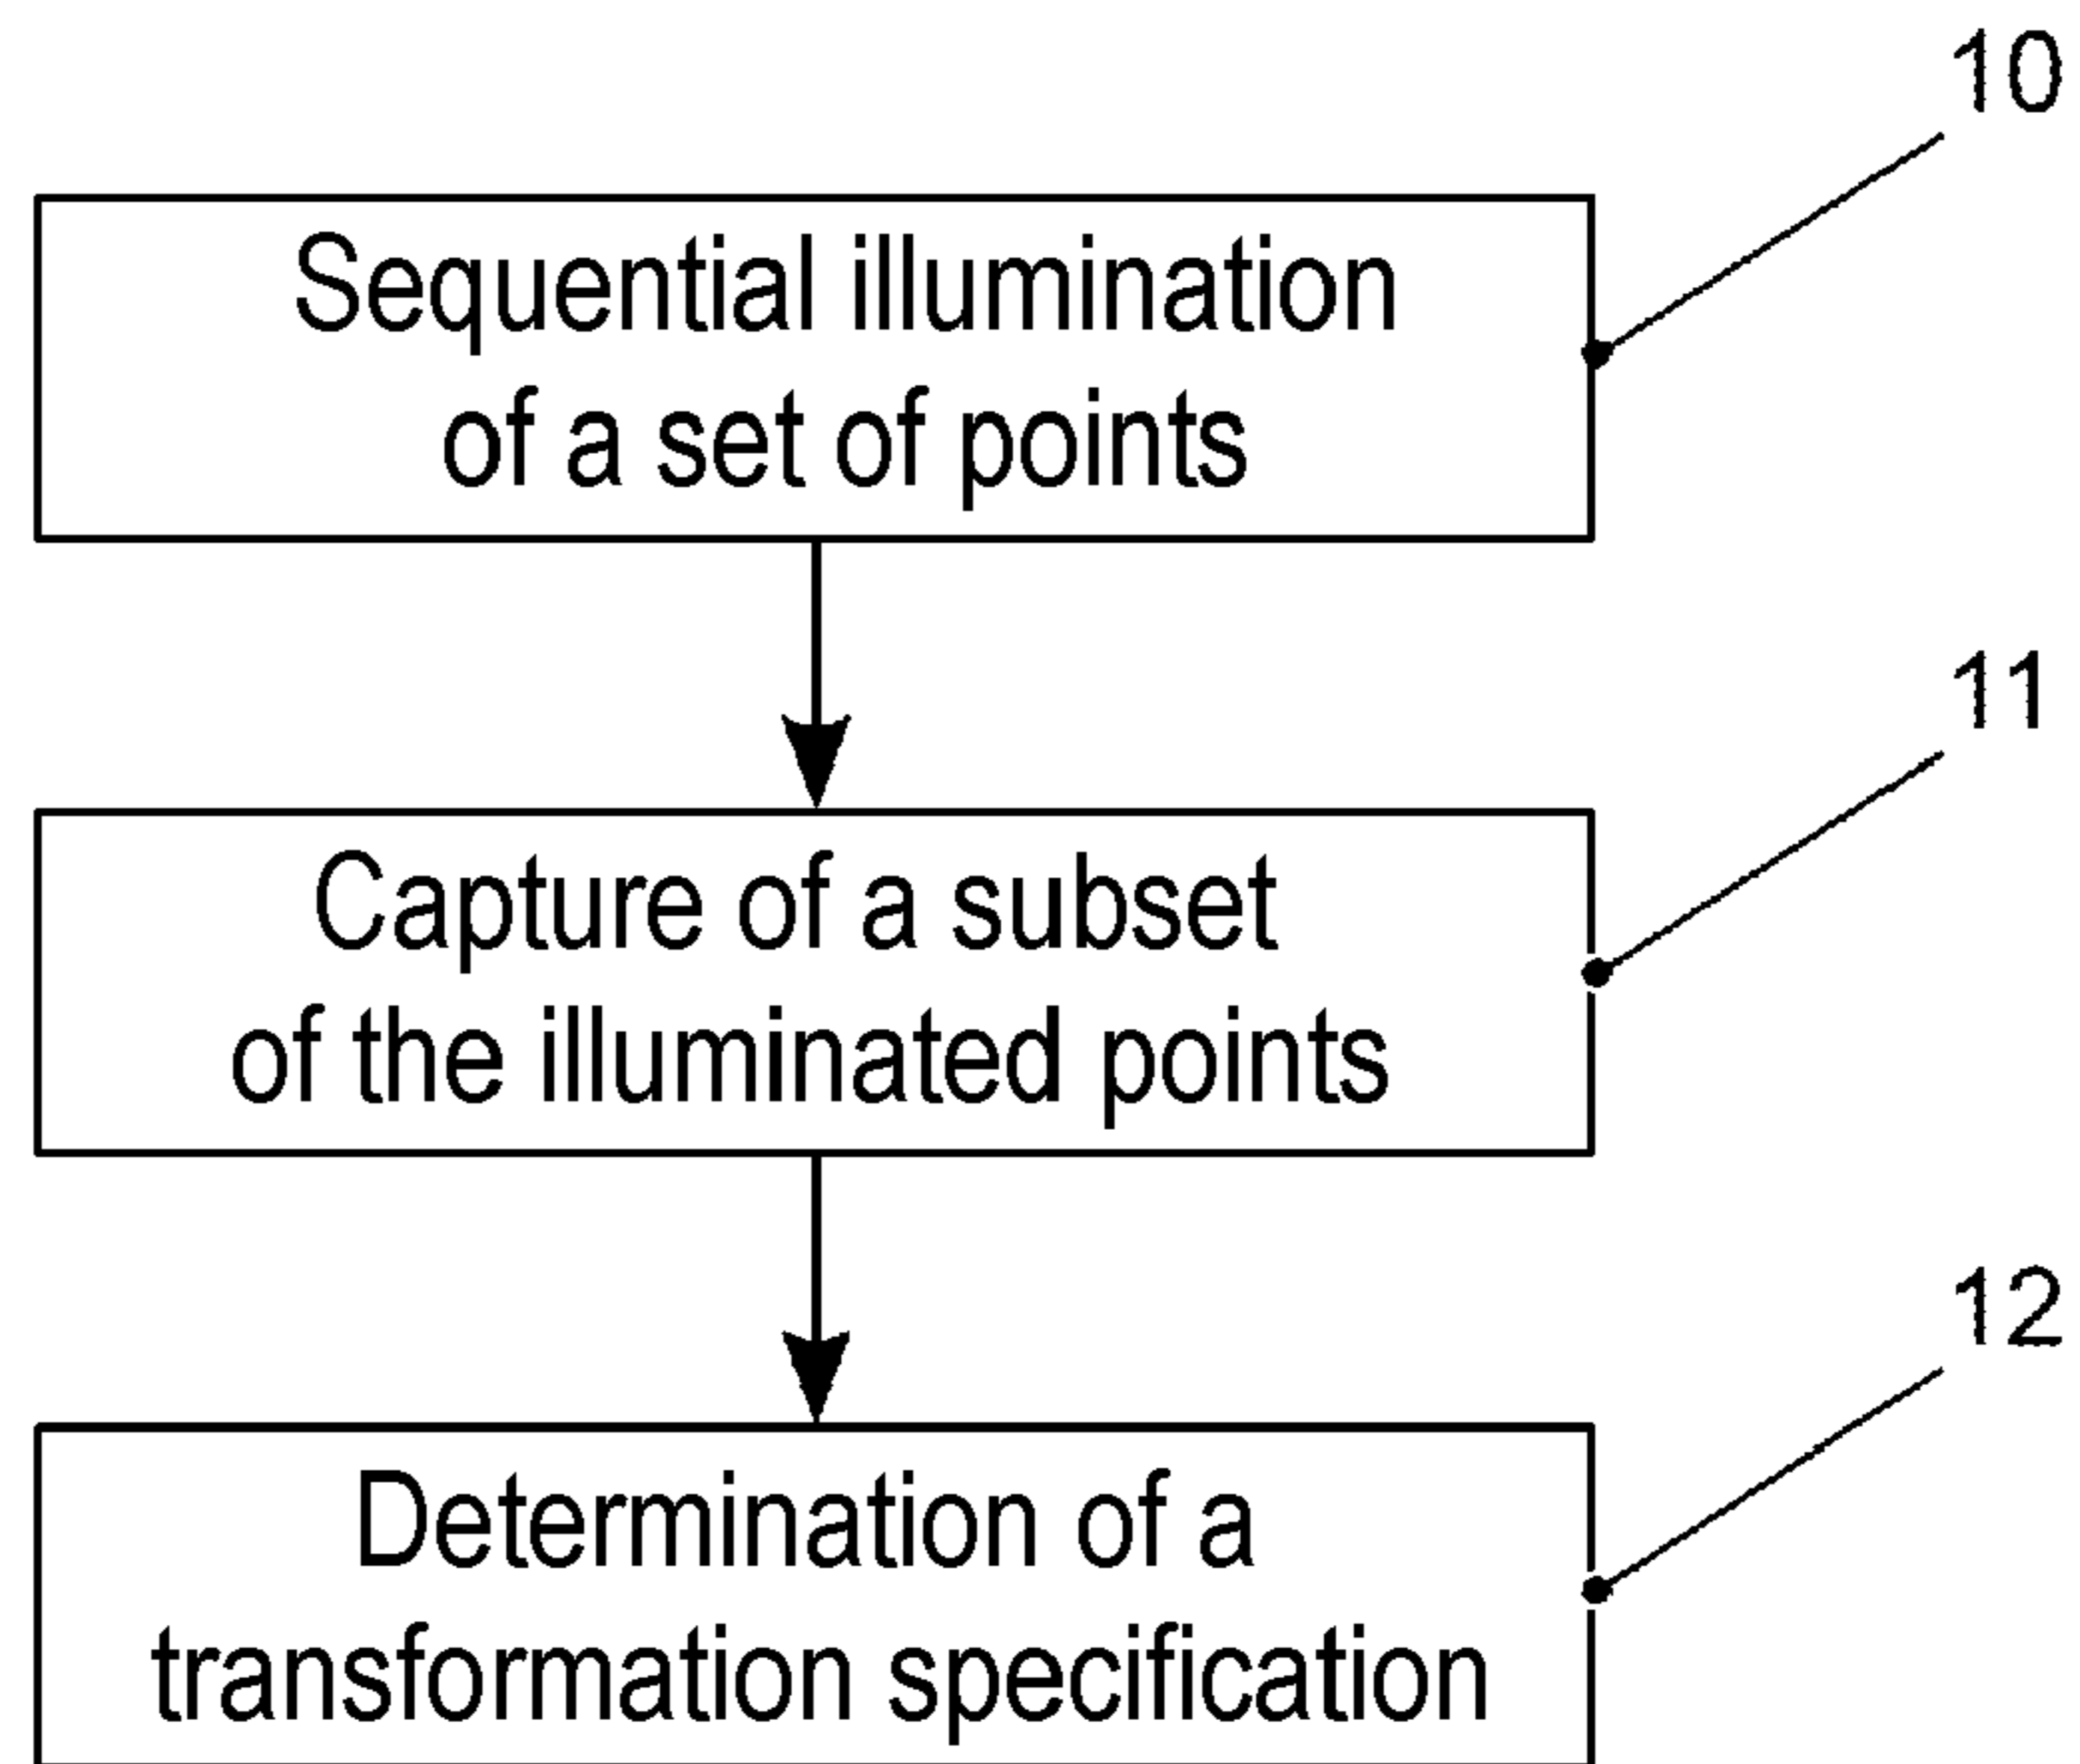 10
Sequential illumination
of a set of points
11
Capture of a subset
of the illuminated points
12
Determination of a
transformation specification